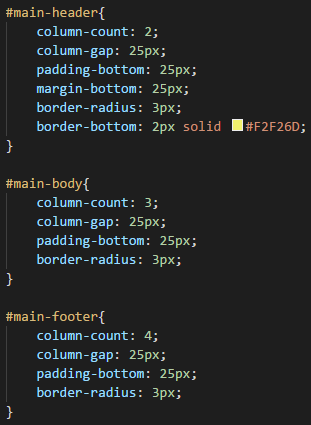 #main-header{
    column-count: 2;
    column-gap: 25px;
    padding-bottom: 25px;
    margin-bottom: 25px;
    border-radius: 3px;
    border-bottom: 2px solid #F2F26D;
}

#main-body{
    column-count: 3;
    column-gap: 25px;
    padding-bottom: 25px;
    border-radius: 3px;
}

#main-footer{
    column-count: 4;
    column-gap: 25px;
    padding-bottom: 25px;
    border-radius: 3px;
}